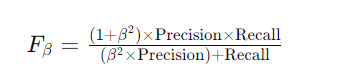 F_β = (1+β²)×Precision×Recall / (β²×Precision)+Recall